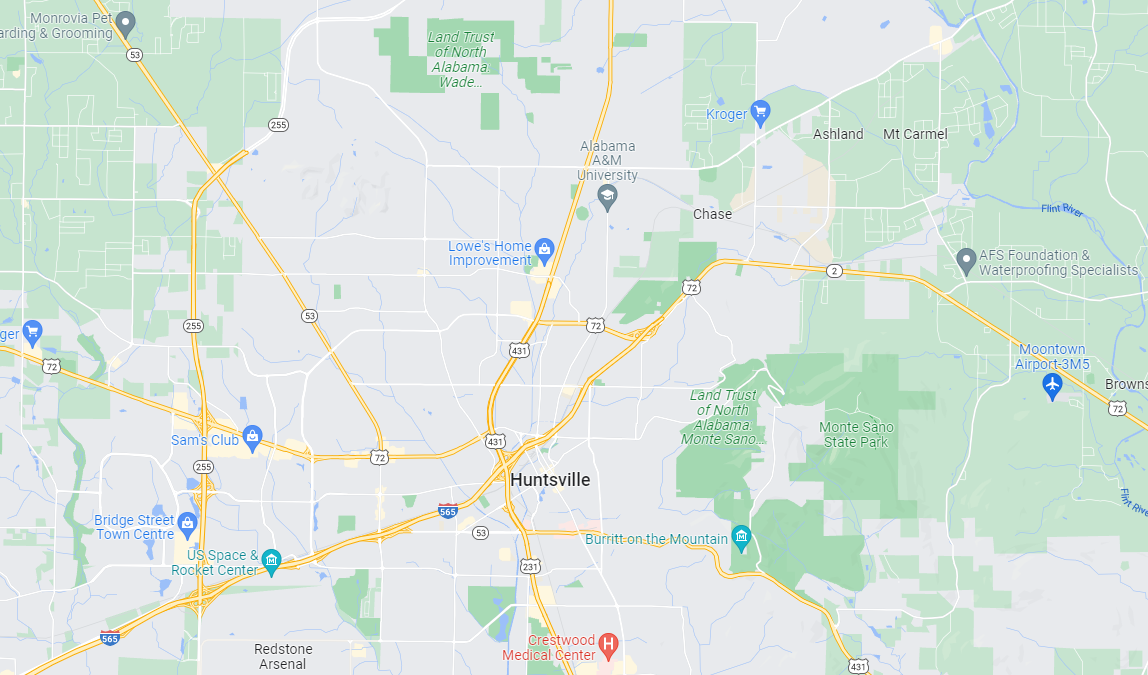 Monrovia Pet
arding & Grooming
53
Land Trust
of North
Alabama:
Wade...
255
Kroger
Ashland
Mt Carmel
Alabama
A&M
University
Chase
Flint River
Lowe's Home
Improvement
AFS Foundation &
Waterproofing Specialists
2
72
255
53
72
ger
431
72
Moontown
Airport-3M5
Browns
72
Land Trust
of North
Alabama:
Monte Sano...
Monte Sano
State Park
Sam's Club
431
72
255
Huntsville
565
Bridge Street
Town Centre
53
Flint Rive
Burritt on the Mountain
US Space &
Rocket Center
231
565
Redstone
Arsenal
Crestwood
Medical Center
H
431